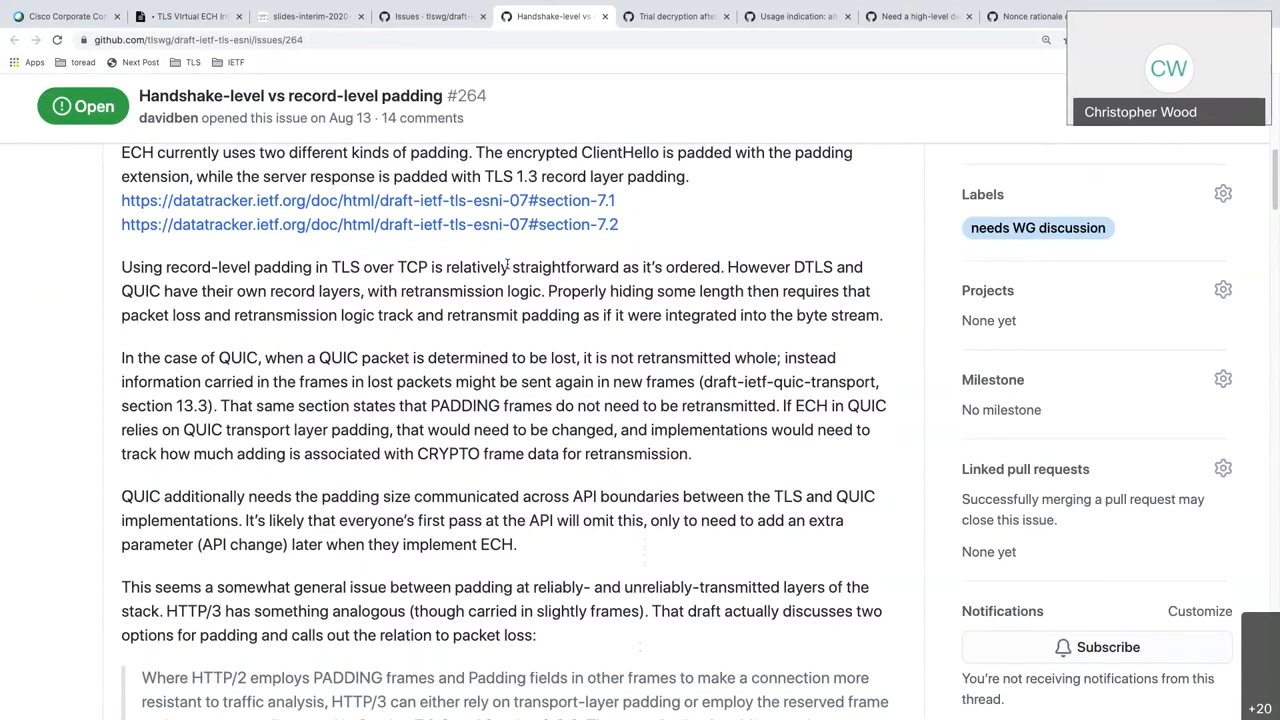 Cisco Corporate Con
TLS Virtual ECH Int
slides-interim-2020-
Issues · tlswg/draft-i
Handshake-level vs
Trial decryption after
Usage indication: all
Need a high-level de
Nonce rationale
github.com/tlswg/draft-ietf-tls-esni/issues/264
Apps
toread
Next Post
TLS
IETF
CW
Christopher Wood
Open
Handshake-level vs record-level padding #264
davidben opened this issue on Aug 13 · 14 comments
ECH currently uses two different kinds of padding. The encrypted ClientHello is padded with the padding
extension, while the server response is padded with TLS 1.3 record layer padding.
https://datatracker.ietf.org/doc/html/draft-ietf-tls-esni-07#section-7.1
https://datatracker.ietf.org/doc/html/draft-ietf-tls-esni-07#section-7.2
Using record-level padding in TLS over TCP is relatively straightforward as it's ordered. However DTLS and
QUIC have their own record layers, with retransmission logic. Properly hiding some length then requires that
packet loss and retransmission logic track and retransmit padding as if it were integrated into the byte stream.
In the case of QUIC, when a QUIC packet is determined to be lost, it is not retransmitted whole; instead
information carried in the frames in lost packets might be sent again in new frames (draft-ietf-quic-transport,
section 13.3). That same section states that PADDING frames do not need to be retransmitted. If ECH in QUIC
relies on QUIC transport layer padding, that would need to be changed, and implementations would need to
track how much adding is associated with CRYPTO frame data for retransmission.
QUIC additionally needs the padding size communicated across API boundaries between the TLS and QUIC
implementations. It's likely that everyone's first pass at the API will omit this, only to need to add an extra
parameter (API change) later when they implement ECH.
This seems a somewhat general issue between padding at reliably- and unreliably-transmitted layers of the
stack. HTTP/3 has something analogous (though carried in slightly frames). That draft actually discusses two
options for padding and calls out the relation to packet loss:
Where HTTP/2 employs PADDING frames and Padding fields in other frames to make a connection more
resistant to traffic analysis, HTTP/3 can either rely on transport-layer padding or employ the reserved frame
Labels
needs WG discussion
Projects
None yet
Milestone
No milestone
Linked pull requests
Successfully merging a pull request may
close this issue.
None yet
Notifications
Customize
Subscribe
You're not receiving notifications from this
thread.
+20